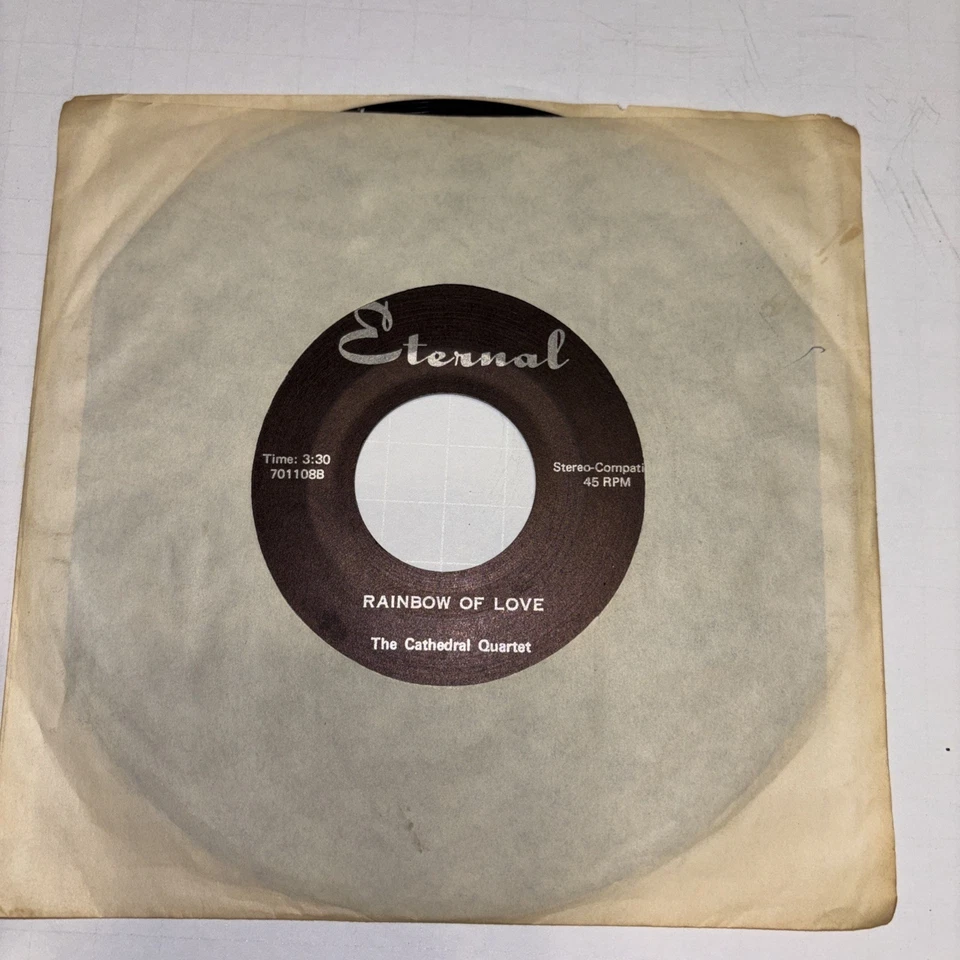 Eternal
Time: 3:30
701108B
Stereo-Compati
45 RPM
RAINBOW OF LOVE
The Cathedral Quartet